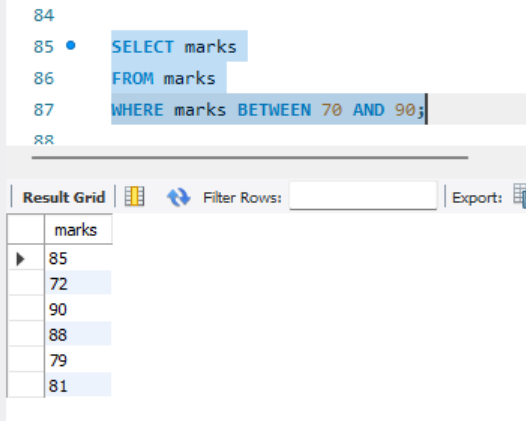 84
85 SELECT marks
86 FROM marks
87 WHERE marks BETWEEN 70 AND 90;
88
Result Grid Filter Rows: Export:
marks
85
72
90
88
79
81